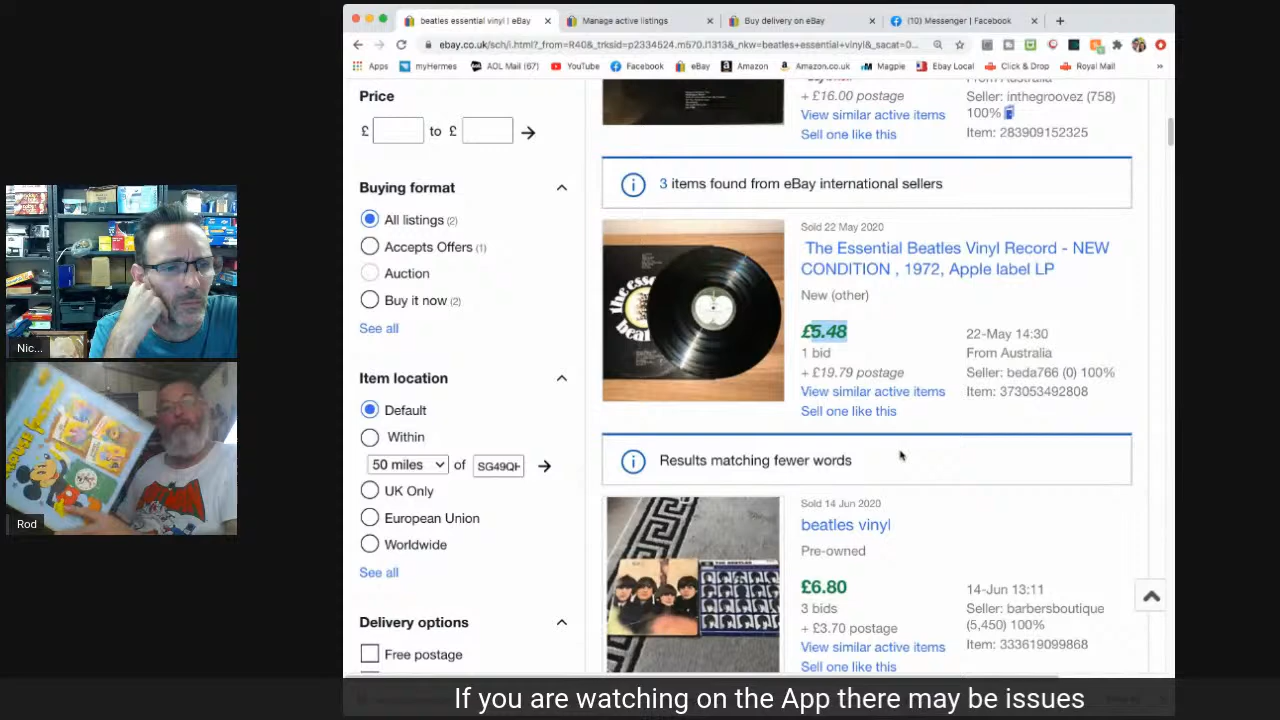 beatles essential vinyl | eBay
Manage active listings
Buy delivery on eBay
(10) Messenger | Facebook
ebay.co.uk/sch/i.html?_from=R40&_trksid=p2334524.m570.l1313&_nkw=beatles+essential+vinyl&_sacat=0...
Apps
myHermes
AOL Mail (67)
YouTube
Facebook
eBay
Amazon
Amazon.co.uk
Magpie
Ebay Local
Click & Drop
Royal Mail
»
Price
£ to £
Buying format
All listings (2)
Accepts Offers (1)
Auction
Buy it now (2)
See all
Item location
Default
Within
50 miles of SG49QH
UK Only
European Union
Worldwide
See all
Delivery options
Free postage
+ £16.00 postage
View similar active items
Sell one like this
From Australia
Seller: inthegroovez (758)
100%
Item: 283909152325
3 items found from eBay international sellers
Sold 22 May 2020
The Essential Beatles Vinyl Record - NEW
CONDITION , 1972, Apple label LP
New (other)
£5.48
1 bid
+ £19.79 postage
View similar active items
Sell one like this
22-May 14:30
From Australia
Seller: beda766 (0) 100%
Item: 373053492808
Results matching fewer words
Sold 14 Jun 2020
beatles vinyl
Pre-owned
£6.80
3 bids
+ £3.70 postage
View similar active items
Sell one like this
14-Jun 13:11
Seller: barbersboutique
(5,450) 100%
Item: 333619099868
Nic...
Rod
If you are watching on the App there may be issues